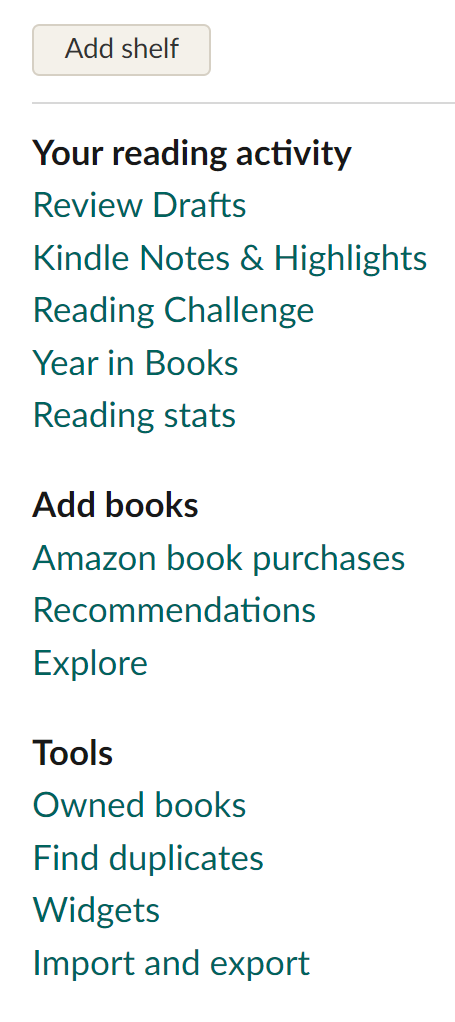 Add shelf
Your reading activity
Review Drafts
Kindle Notes & Highlights
Reading Challenge
Year in Books
Reading stats
Add books
Amazon book purchases
Recommendations
Explore
Tools
Owned books
Find duplicates
Widgets
Import and export